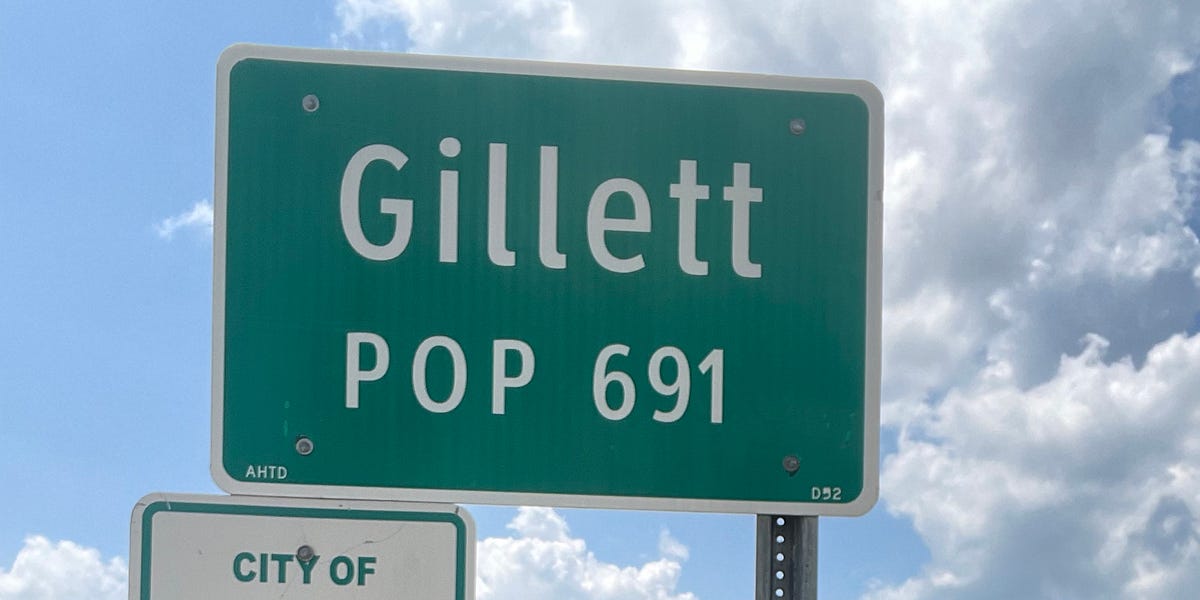 Gillett
POP 691
AHTD
D52
CITY OF